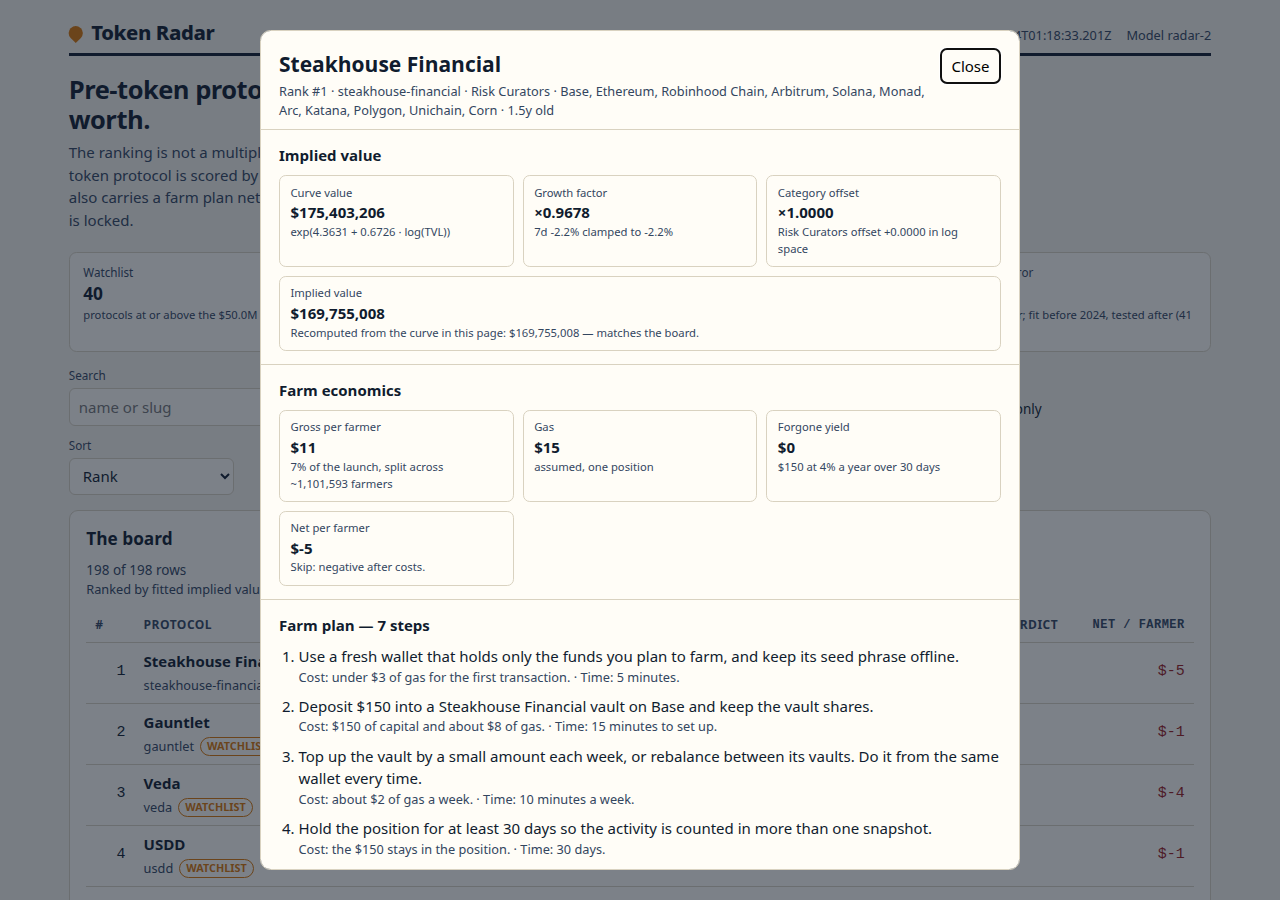 Token Radar
T01:18:33.201Z Model radar-2
Pre-token proto
worth.
The ranking is not a multipl
token protocol is scored by
also carries a farm plan net
is locked.
Watchlist
40
protocols at or above the $50.0M
ror
r; fit before 2024, tested after (41
Search
name or slug
only
Sort
Rank
The board
198 of 198 rows
Ranked by fitted implied valu
# PROTOCOL RDICT NET / FARMER
1 Steakhouse Fina $-5
steakhouse-financia
2 Gauntlet $-1
gauntlet WATCHLIS
3 Veda $-4
veda WATCHLIST
4 USDD $-1
usdd WATCHLIST
Steakhouse Financial
Close
Rank #1 · steakhouse-financial · Risk Curators · Base, Ethereum, Robinhood Chain, Arbitrum, Solana, Monad,
Arc, Katana, Polygon, Unichain, Corn · 1.5y old
Implied value
Curve value
$175,403,206
exp(4.3631 + 0.6726 · log(TVL))
Growth factor
×0.9678
7d -2.2% clamped to -2.2%
Category offset
×1.0000
Risk Curators offset +0.0000 in log
space
Implied value
$169,755,008
Recomputed from the curve in this page: $169,755,008 — matches the board.
Farm economics
Gross per farmer
$11
7% of the launch, split across
~1,101,593 farmers
Gas
$15
assumed, one position
Forgone yield
$0
$150 at 4% a year over 30 days
Net per farmer
$-5
Skip: negative after costs.
Farm plan — 7 steps
1. Use a fresh wallet that holds only the funds you plan to farm, and keep its seed phrase offline.
Cost: under $3 of gas for the first transaction. · Time: 5 minutes.
2. Deposit $150 into a Steakhouse Financial vault on Base and keep the vault shares.
Cost: $150 of capital and about $8 of gas. · Time: 15 minutes to set up.
3. Top up the vault by a small amount each week, or rebalance between its vaults. Do it from the same
wallet every time.
Cost: about $2 of gas a week. · Time: 10 minutes a week.
4. Hold the position for at least 30 days so the activity is counted in more than one snapshot.
Cost: the $150 stays in the position. · Time: 30 days.